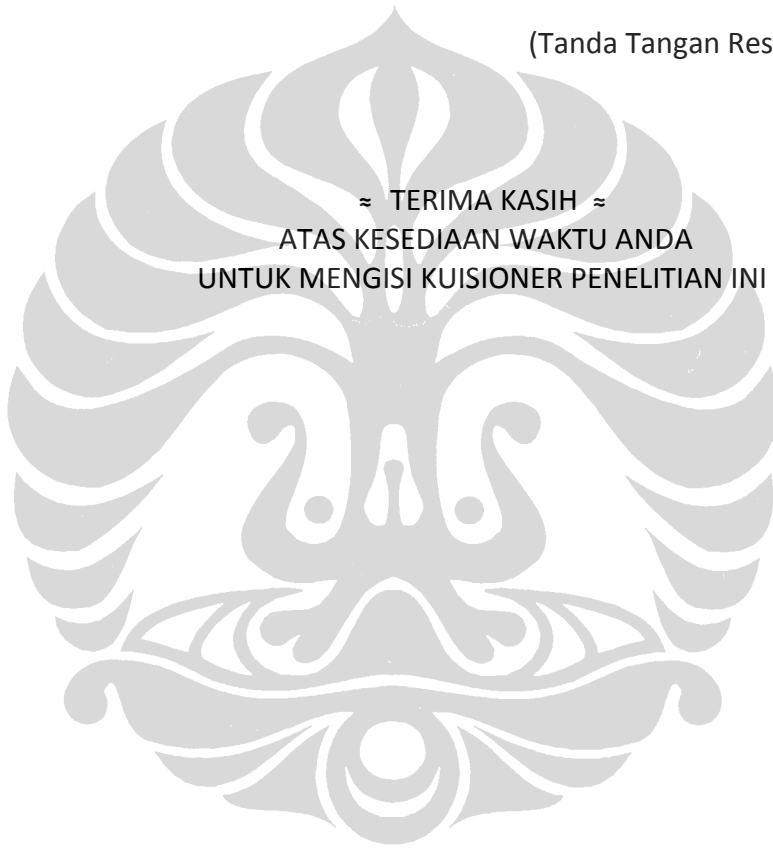 (Tanda Tangan Res
≈ TERIMA KASIH ≈
ATAS KESEDIAAN WAKTU ANDA
UNTUK MENGISI KUISIONER PENELITIAN INI